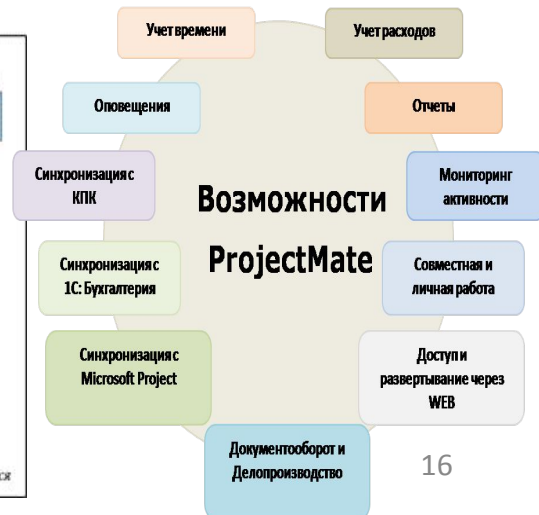 Учет времени
Учет расходов
Оповещения
Отчеты
Синхронизация с
КПК
Мониторинг
активности
Возможности
ProjectMate
Синхронизация с
1С: Бухгалтерия
Совместная и
личная работа
Синхронизация с
Microsoft Project
Доступ и
развертывание через
WEB
Документооборот и
Делопроизводство
16